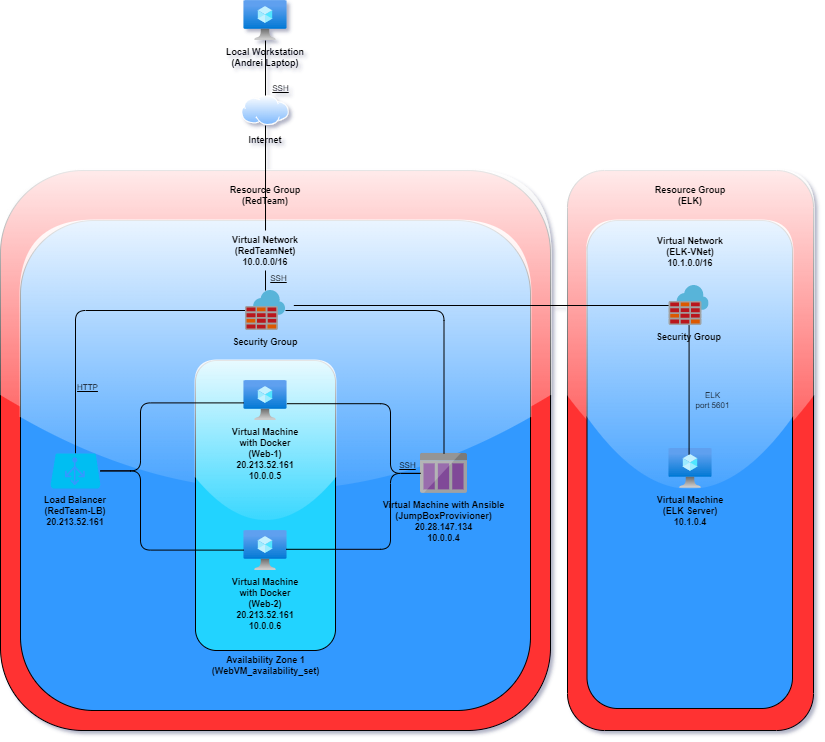 Local Workstation
(Andrei Laptop)
SSH
Internet
Resource Group
(RedTeam)
Virtual Network
(RedTeamNet)
10.0.0.0/16
SSH
Security Group
HTTP
Virtual Machine
with Docker
(Web-1)
20.213.52.161
10.0.0.5
Load Balancer
(RedTeam-LB)
20.213.52.161
SSH
Virtual Machine with Ansible
(JumpBoxProvivioner)
20.28.147.134
10.0.0.4
Virtual Machine
with Docker
(Web-2)
20.213.52.161
10.0.0.6
Availability Zone 1
(WebVM_availability_set)
Resource Group
(ELK)
Virtual Network
(ELK-VNet)
10.1.0.0/16
Security Group
ELK
port 5601
Virtual Machine
(ELK Server)
10.1.0.4